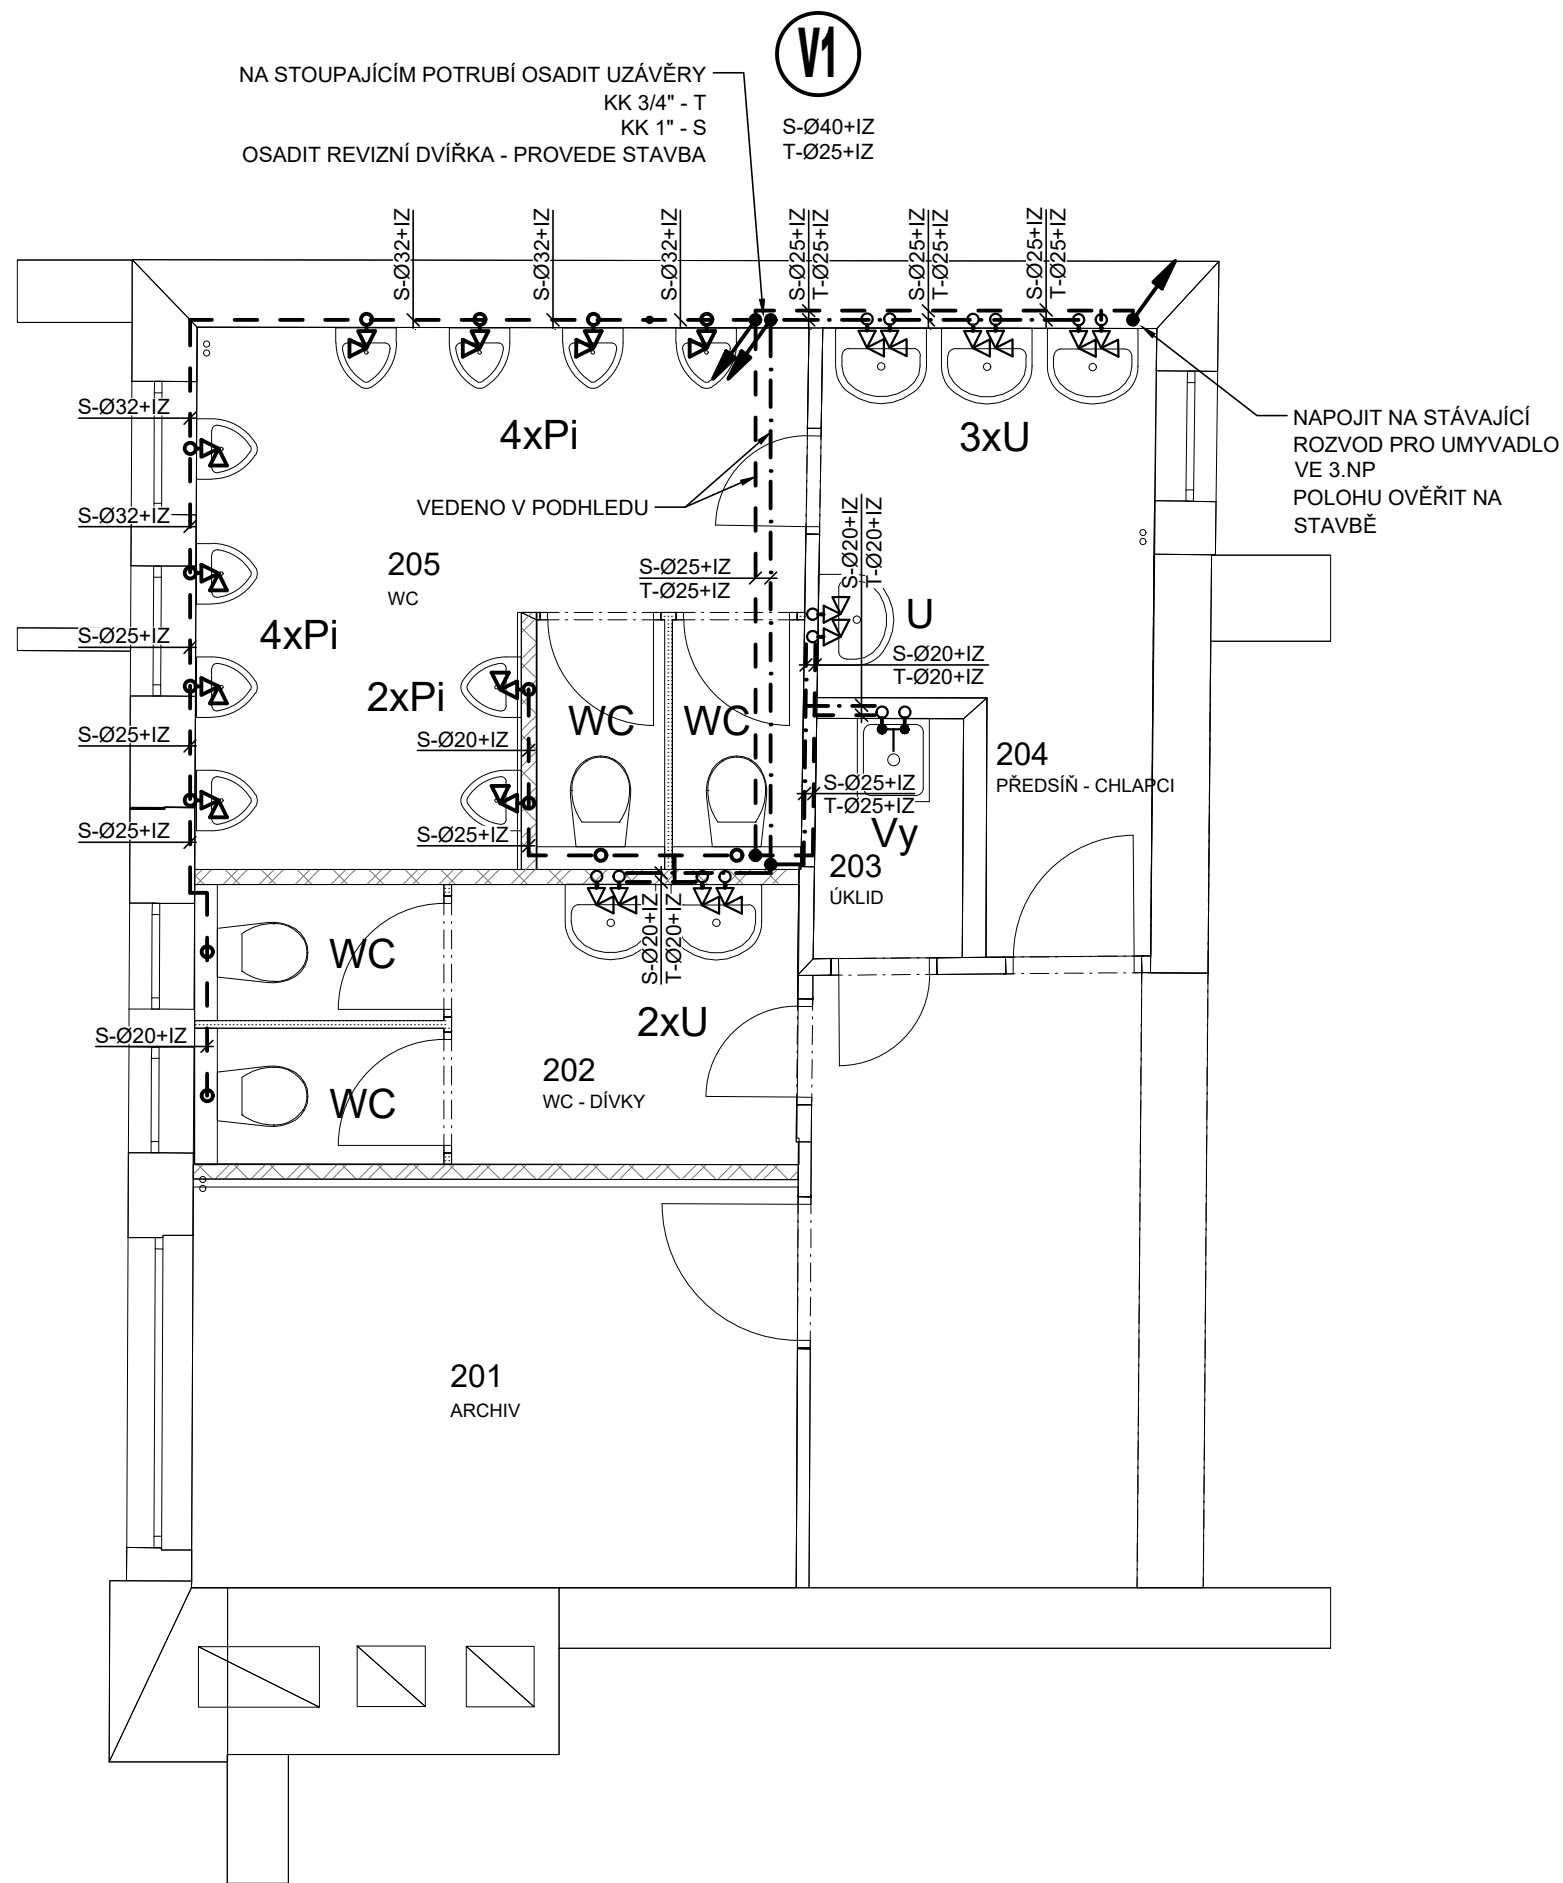 V1
NA STOUPAJÍCÍM POTRUBÍ OSADIT UZÁVĚRY
KK 3/4" - T
KK 1" - S
OSADIT REVIZNÍ DVÍŘKA - PROVEDE STAVBA
S-Ø40+IZ
T-Ø25+IZ
S-Ø32+IZ
S-Ø32+IZ
S-Ø32+IZ
S-Ø25+IZ
T-Ø25+IZ
S-Ø25+IZ
T-Ø25+IZ
S-Ø25+IZ
T-Ø25+IZ
S-Ø32+IZ
4xPi
3xU
NAPOJIT NA STÁVAJÍCÍ
ROZVOD PRO UMYVADLO
VE 3.NP
POLOHU OVĚŘIT NA
STAVBĚ
S-Ø32+IZ
VEDENO V PODHLEDU
S-Ø20+IZ
T-Ø20+IZ
205
WC
S-Ø25+IZ
T-Ø25+IZ
S-Ø25+IZ
4xPi
U
S-Ø20+IZ
T-Ø20+IZ
2xPi
WC
WC
S-Ø25+IZ
S-Ø20+IZ
204
PŘEDSÍŇ - CHLAPCI
S-Ø25+IZ
T-Ø25+IZ
S-Ø25+IZ
S-Ø25+IZ
Vy
203
ÚKLID
S-Ø20+IZ
T-Ø20+IZ
WC
2xU
S-Ø20+IZ
202
WC - DÍVKY
WC
201
ARCHIV